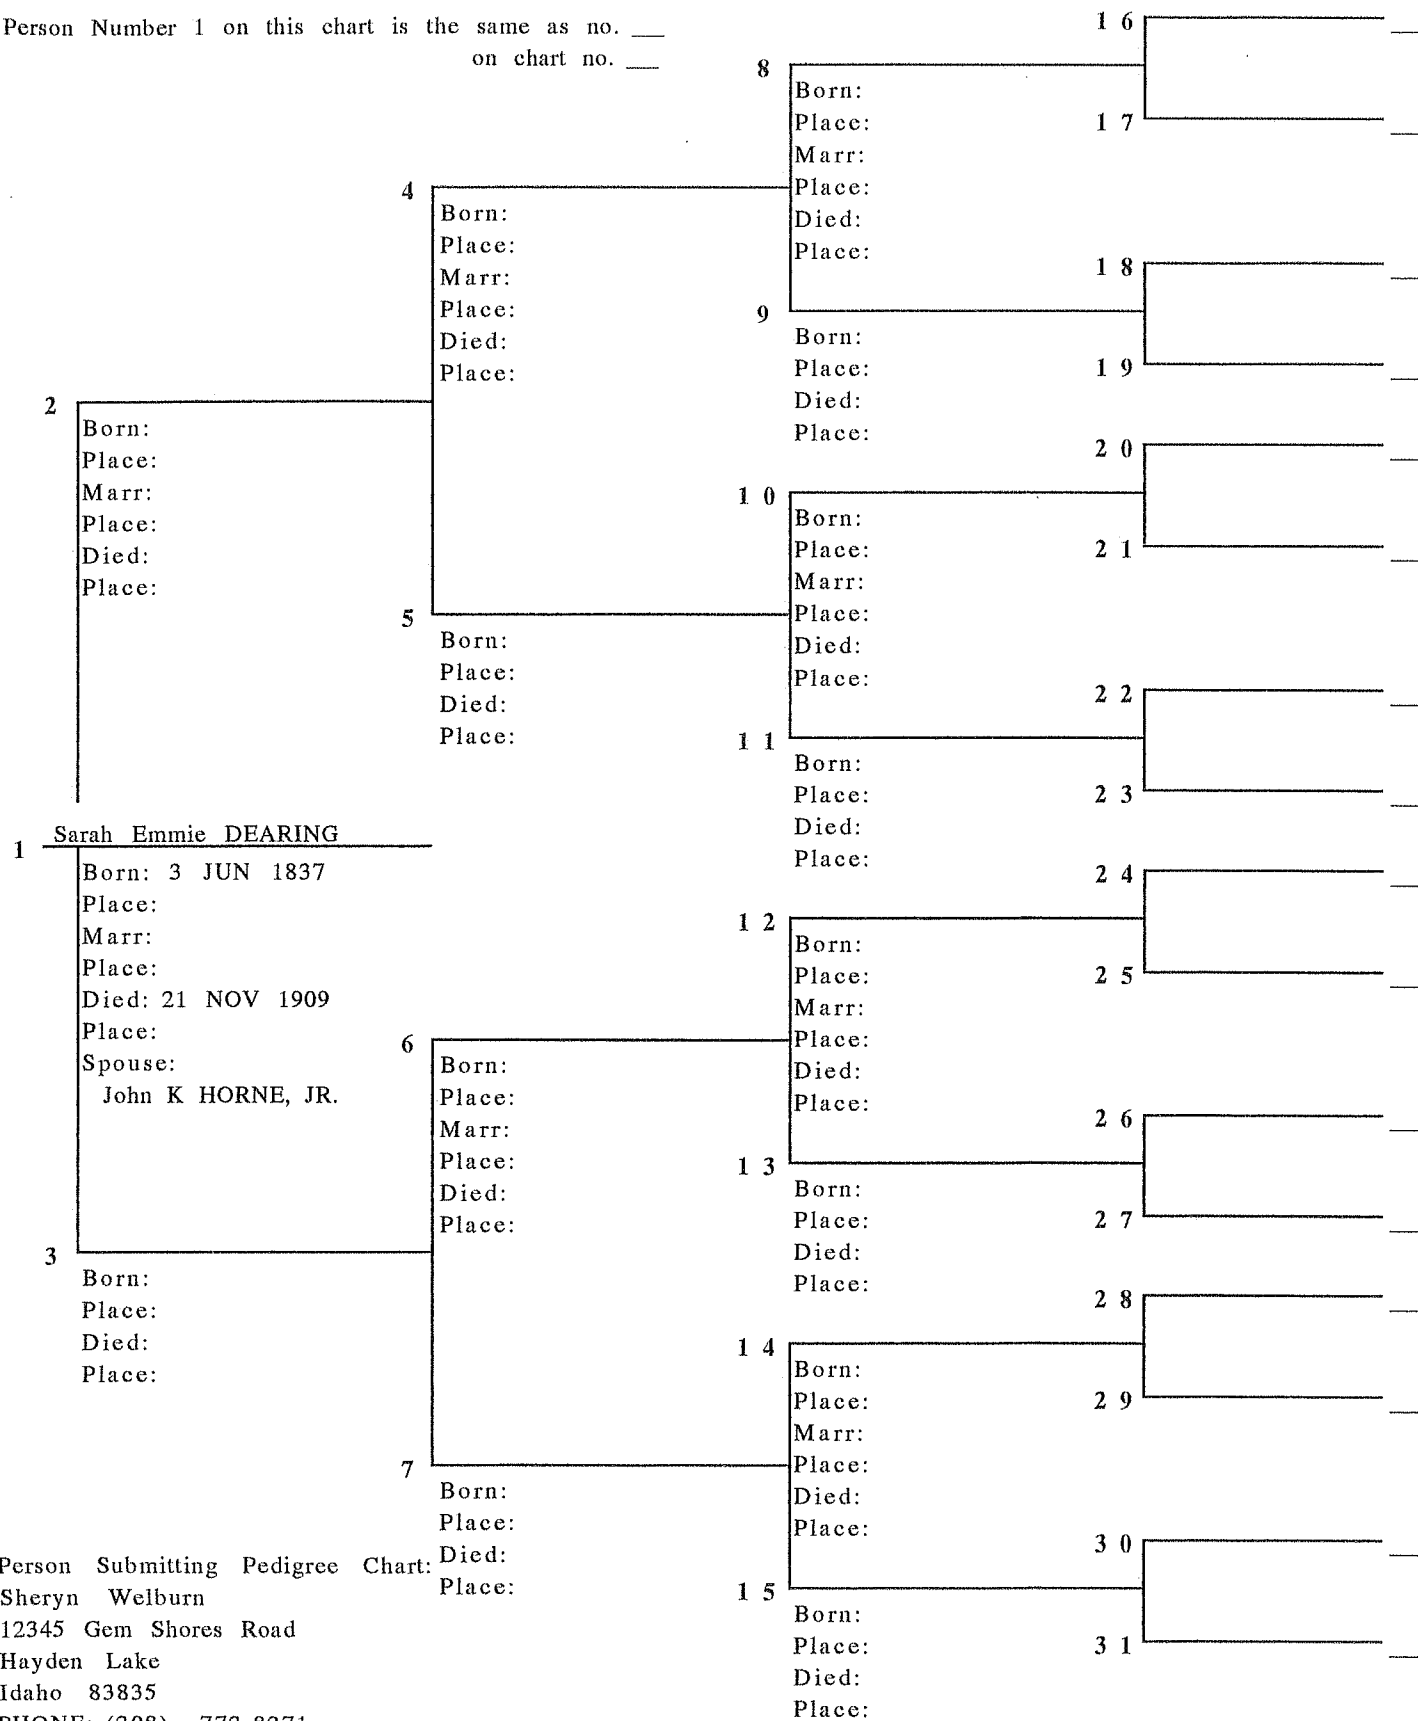 Person Number 1 on this chart is the same as no. __
on chart no. __
16
8
Born:
Place:
Marr:
Place:
Died:
Place:
17
4
Born:
Place:
Marr:
Place:
Died:
Place:
18
9
Born:
Place:
Died:
Place:
19
2
Born:
Place:
Marr:
Place:
Died:
Place:
20
10
Born:
Place:
Marr:
Place:
Died:
Place:
21
5
Born:
Place:
Died:
Place:
22
11
Born:
Place:
Died:
Place:
23
1 Sarah Emmie DEARING
Born: 3 JUN 1837
Place:
Marr:
Place:
Died: 21 NOV 1909
Place:
Spouse:
John K HORNE, JR.
24
12
Born:
Place:
Marr:
Place:
Died:
Place:
25
6
Born:
Place:
Marr:
Place:
Died:
Place:
26
13
Born:
Place:
Died:
Place:
27
3
Born:
Place:
Died:
Place:
28
14
Born:
Place:
Marr:
Place:
Died:
Place:
29
7
Born:
Place:
Died:
Place:
30
15
Born:
Place:
Died:
Place:
31
Person Submitting Pedigree Chart:
Sheryn Welburn
12345 Gem Shores Road
Hayden Lake
Idaho 83835
PHONE: (208)